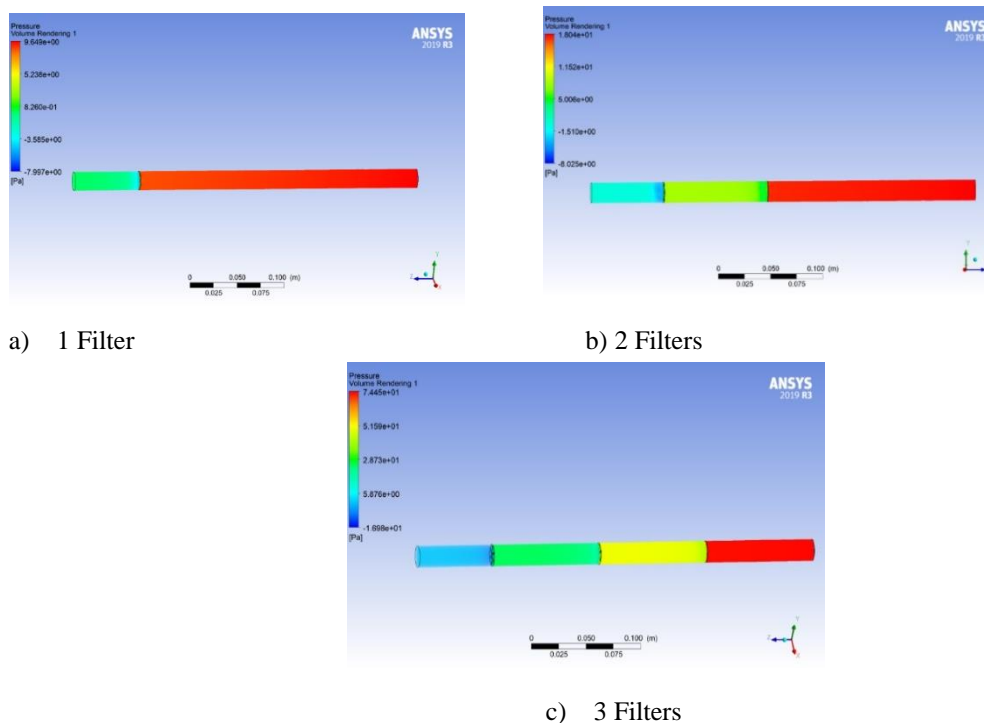 Pressure
Volume Rendering 1
9.649e+00
5.236e+00
8.260e-01
-3.585e+00
-7.997e+00
[Pa]
ANSYS
2019 R3
0 0.050 0.100 (m)
0.025 0.075
Y
Z
X
a) 1 Filter
Pressure
Volume Rendering 1
1.804e+01
1.152e+01
5.006e+00
-1.510e+00
-8.025e+00
[Pa]
ANSYS
2019 R3
0 0.050 0.100 (m)
0.025 0.075
Y
b) 2 Filters
Pressure
Volume Rendering 1
7.445e+01
5.159e+01
2.873e+01
5.876e+00
-1.698e+01
[Pa]
ANSYS
2019 R3
0 0.050 0.100 (m)
0.025 0.075
Y
Z
X
c) 3 Filters